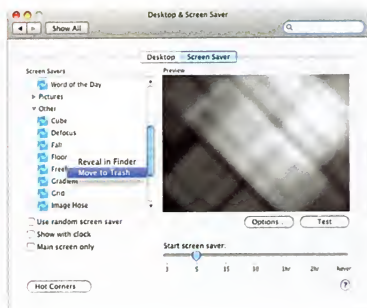 Desktop & Screen Saver
Show All
Desktop Screen Saver
Screen Savers
Preview
Word of the Day
Pictures
Other
Cube
Defocus
Fall
Floor
Reveal in Finder
Move to Trash
Gradient
Grid
Image Hose
Use random screen saver
Show with clock
Main screen only
Options
Test
Start screen saver:
3 5 15 30 1hr 2hr Never
Hot Corners
?